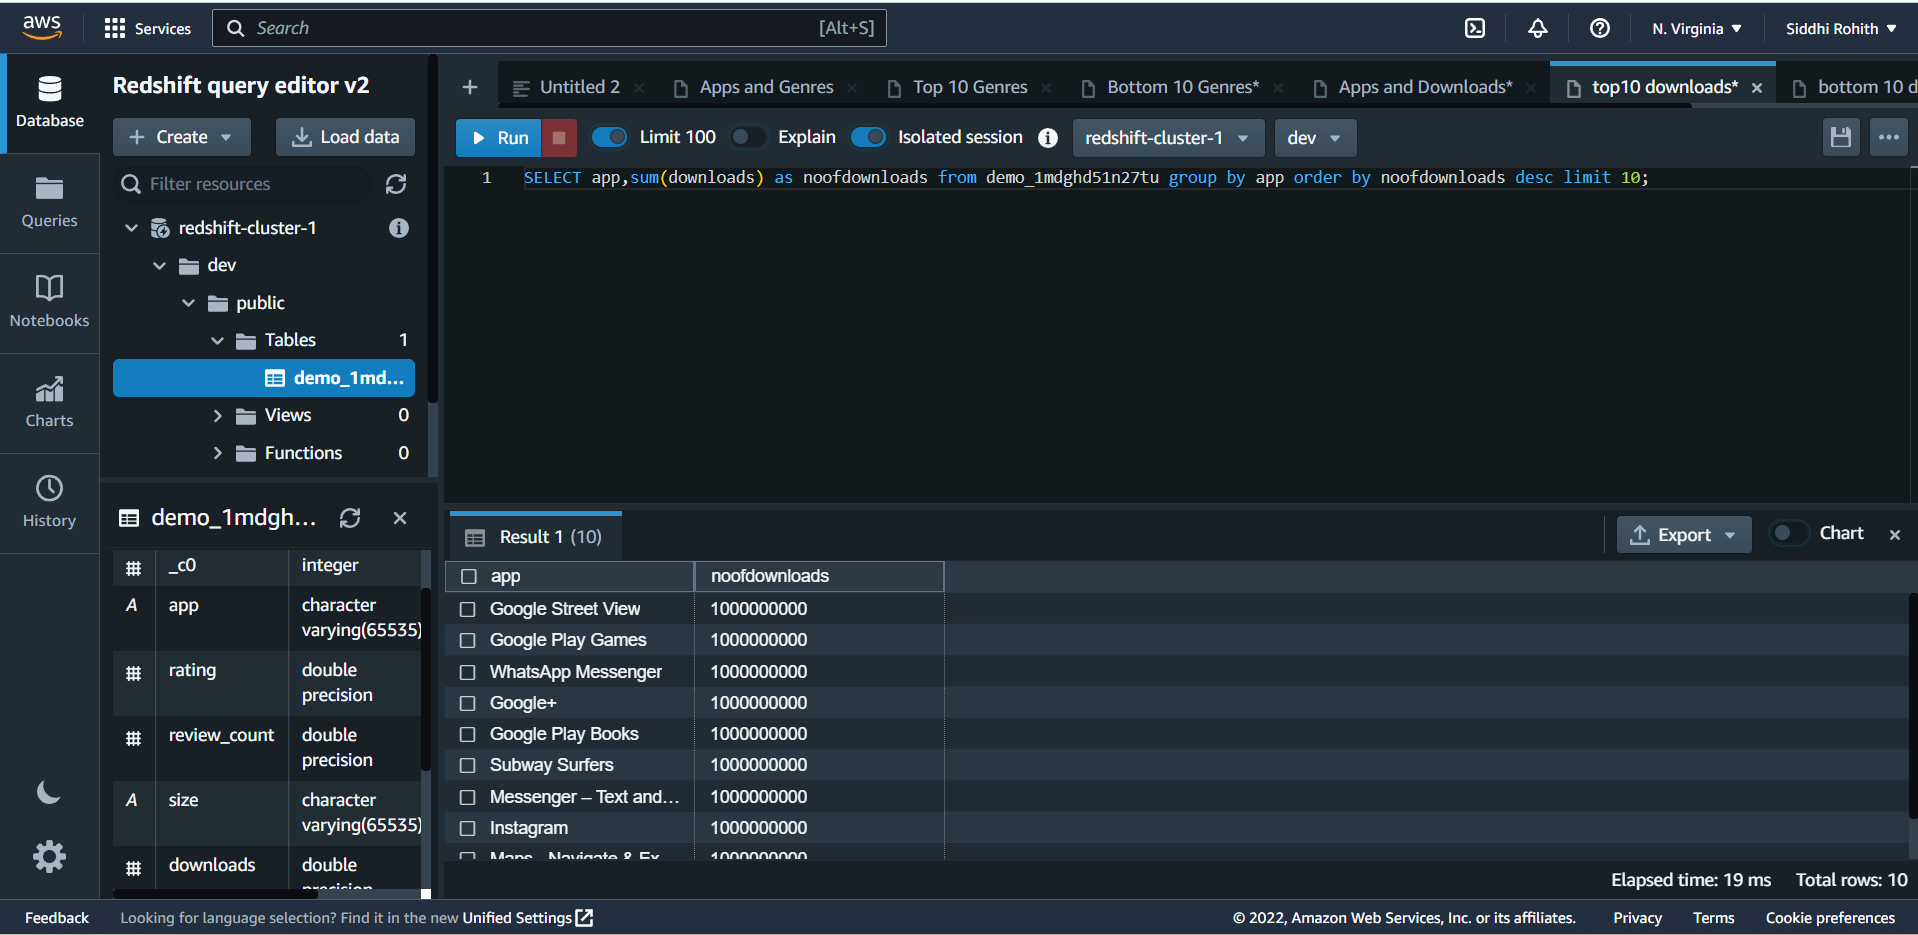 aws
Services
Search
[Alt+S]
N. Virginia
Siddhi Rohith
Database
Queries
Notebooks
Charts
History
Redshift query editor v2
Create
Load data
Filter resources
redshift-cluster-1
dev
public
Tables 1
demo_1md...
Views 0
Functions 0
demo_1mdgh...
_c0 integer
app character
varying(65535)
rating double
precision
review_count double
precision
size character
varying(65535)
downloads double
precision
Untitled 2
Apps and Genres
Top 10 Genres
Bottom 10 Genres*
Apps and Downloads*
top10 downloads*
bottom 10 d
Run
Limit 100
Explain
Isolated session
redshift-cluster-1
dev
1 SELECT app,sum(downloads) as noofdownloads from demo_1mdghd51n27tu group by app order by noofdownloads desc limit 10;
Result 1 (10)
Export
Chart
app noofdownloads
Google Street View 1000000000
Google Play Games 1000000000
WhatsApp Messenger 1000000000
Google+ 1000000000
Google Play Books 1000000000
Subway Surfers 1000000000
Messenger – Text and... 1000000000
Instagram 1000000000
Maps - Navigate & Ex 1000000000
Elapsed time: 19 ms Total rows: 10
Feedback
Looking for language selection? Find it in the new Unified Settings
© 2022, Amazon Web Services, Inc. or its affiliates.
Privacy
Terms
Cookie preferences